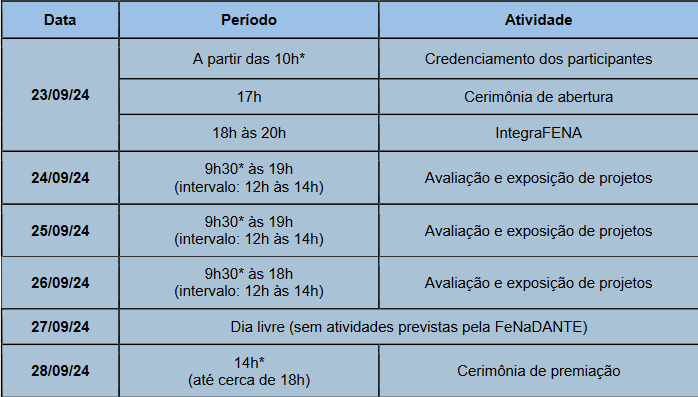 Data Período Atividade
23/09/24
A partir das 10h* Credenciamento dos participantes
17h Cerimônia de abertura
18h às 20h IntegraFENA
24/09/24
9h30* às 19h
(intervalo: 12h às 14h)
Avaliação e exposição de projetos
25/09/24
9h30* às 19h
(intervalo: 12h às 14h)
Avaliação e exposição de projetos
26/09/24
9h30* às 18h
(intervalo: 12h às 14h)
Avaliação e exposição de projetos
27/09/24 Dia livre (sem atividades previstas pela FeNaDANTE)
28/09/24
14h*
(até cerca de 18h)
Cerimônia de premiação